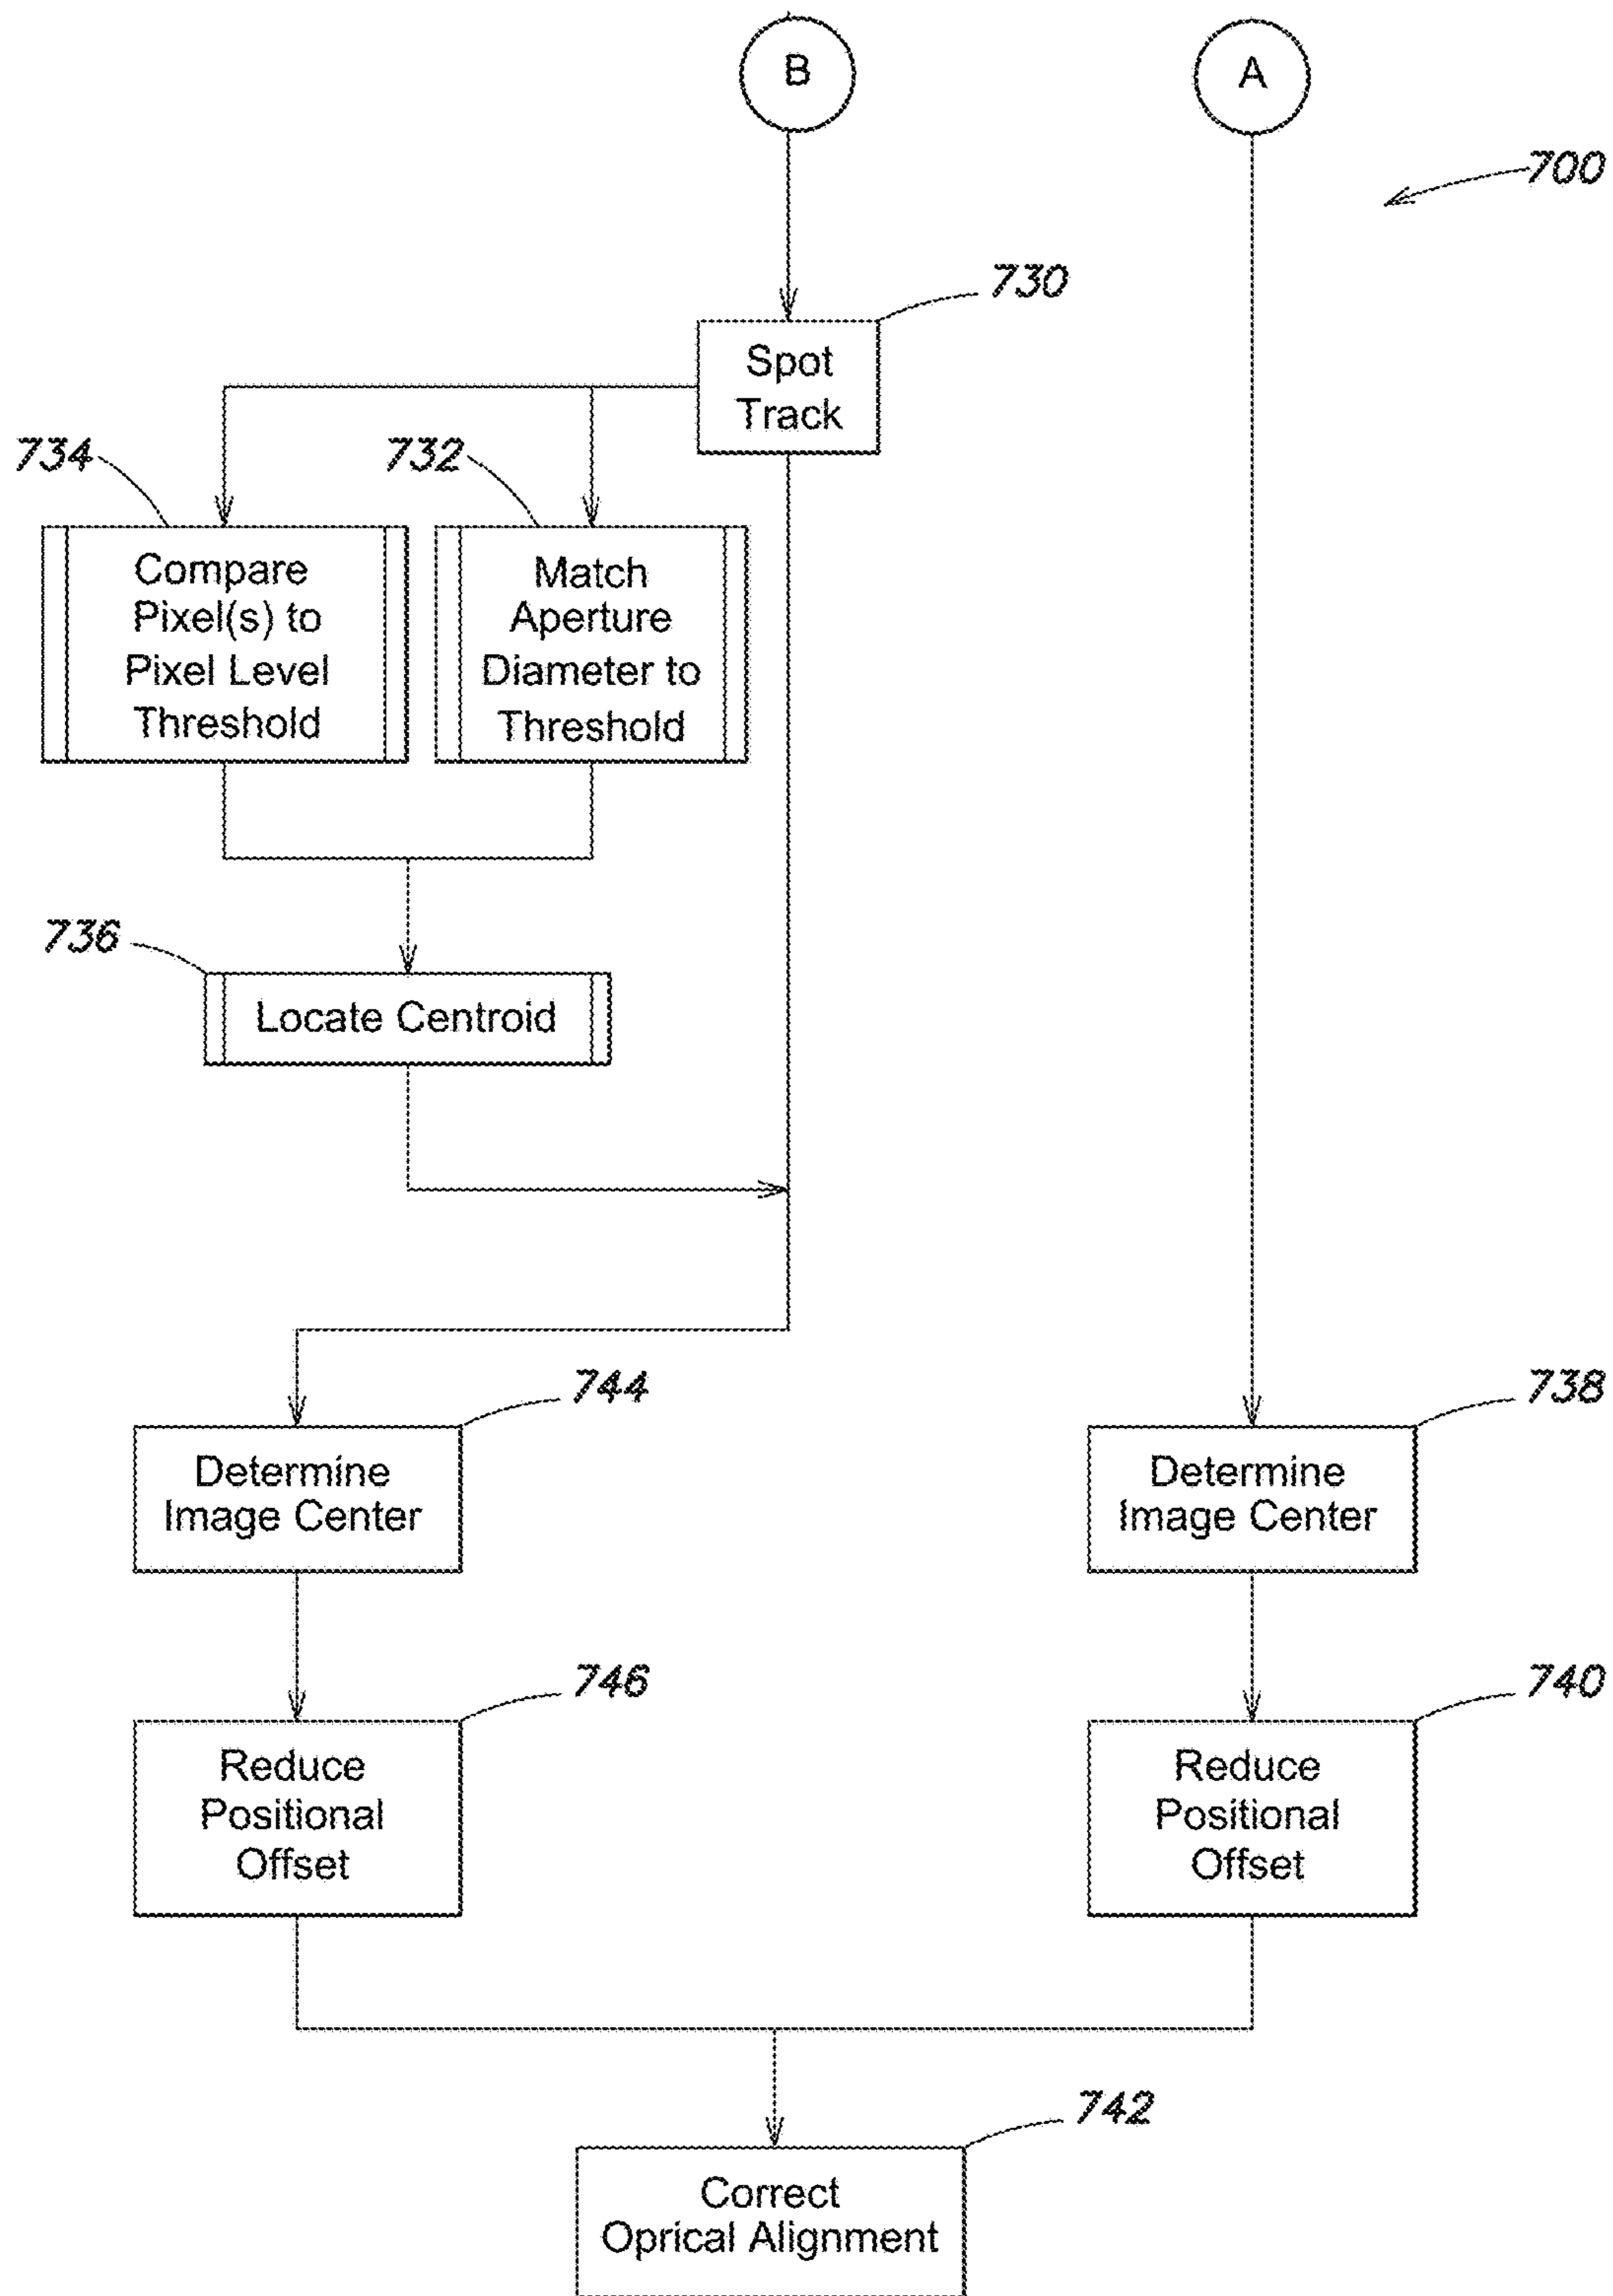 B
A
700
730
Spot
Track
734
732
Compare
Pixel(s) to
Pixel Level
Threshold
Match
Aperture
Diameter to
Threshold
736
Locate Centroid
744
738
Determine
Image Center
Determine
Image Center
746
740
Reduce
Positional
Offset
Reduce
Positional
Offset
742
Correct
Oprical Alignment